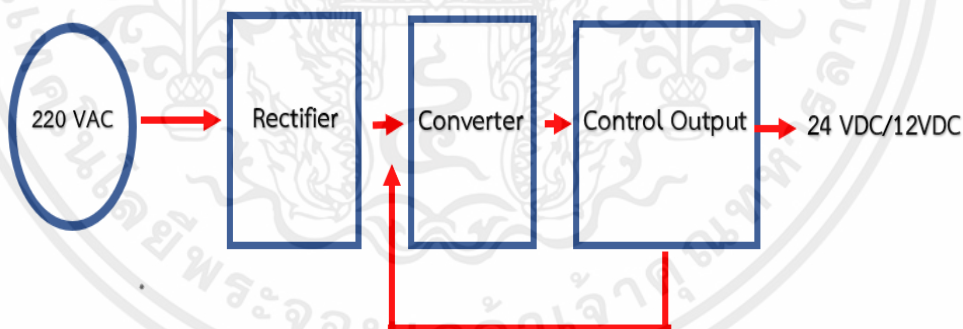 220 VAC
Rectifier
Converter
Control Output
24 VDC/12VDC